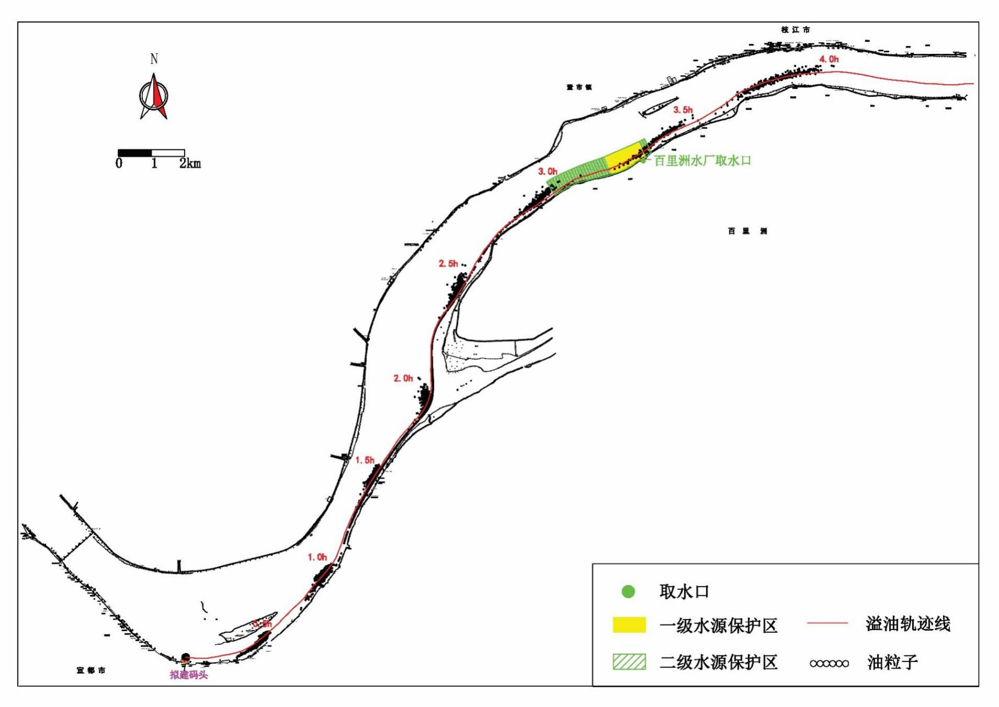 枝江市
N
4.0h
董市镇
3.5h
0 1 2km
百里洲水厂取水口
3.0h
百里洲
2.5h
2.0h
1.5h
1.0h
0.5h
取水口
一级水源保护区
溢油轨迹线
二级水源保护区
油粒子
宜都市
拟建码头